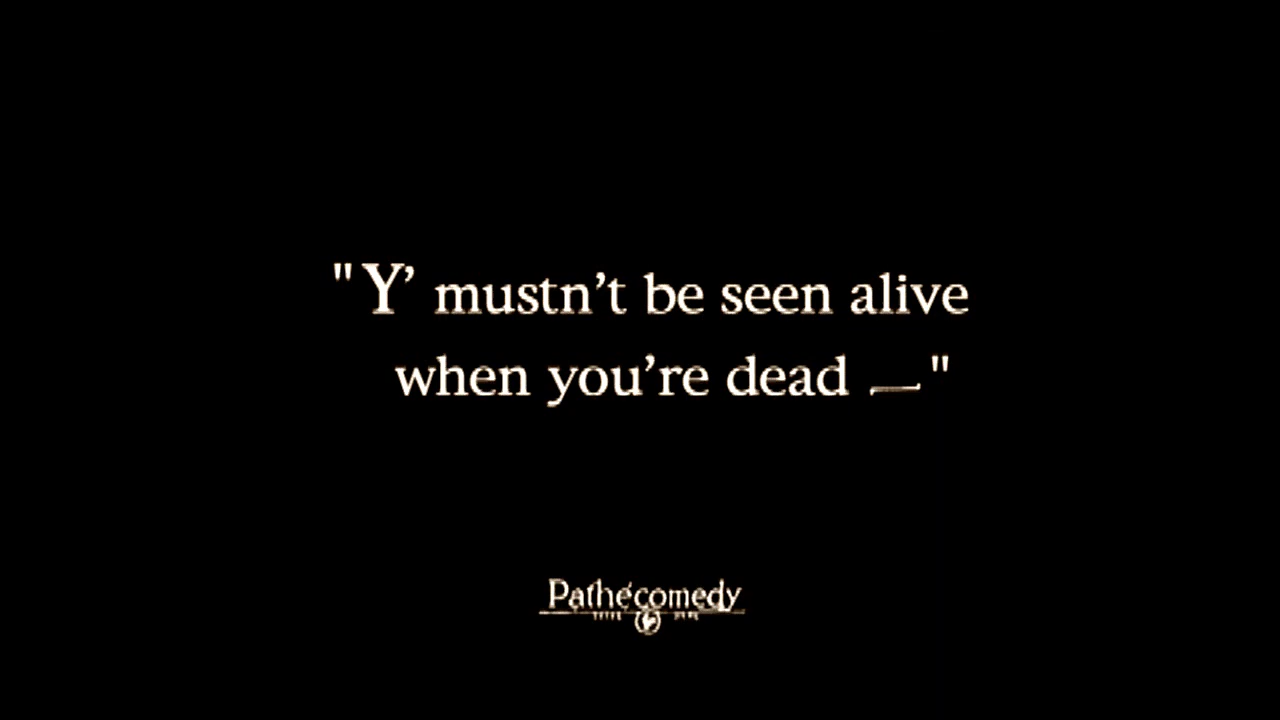 "Y' mustn't be seen alive
when you're dead —"
Pathécomedy